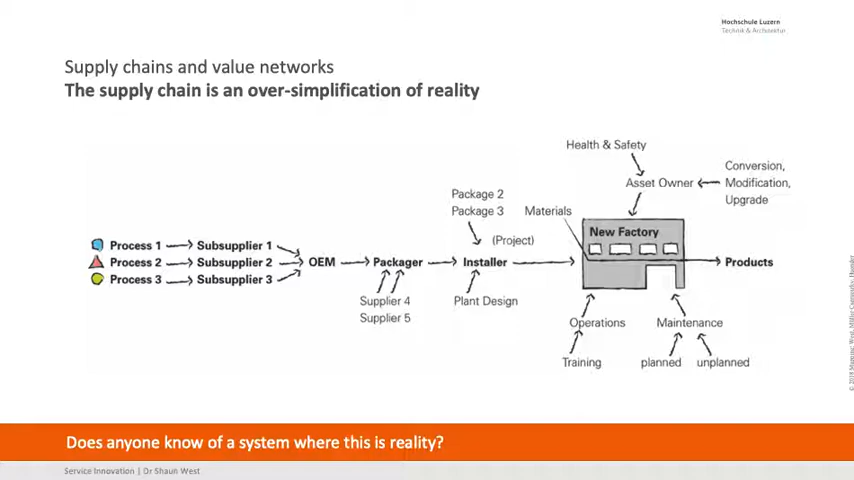 Hochschule Luzern
Technik & Architektur
Supply chains and value networks
The supply chain is an over-simplification of reality
Health & Safety
Conversion,
Asset Owner
Modification,
Upgrade
Package 2
Package 3
Materials
New Factory
(Project)
Process 1
Subsupplier 1
Process 2
Subsupplier 2
OEM
Packager
Installer
Products
Process 3
Subsupplier 3
Supplier 4
Supplier 5
Plant Design
Operations
Maintenance
Training
planned
unplanned
Does anyone know of a system where this is reality?
Service Innovation | Dr Shaun West